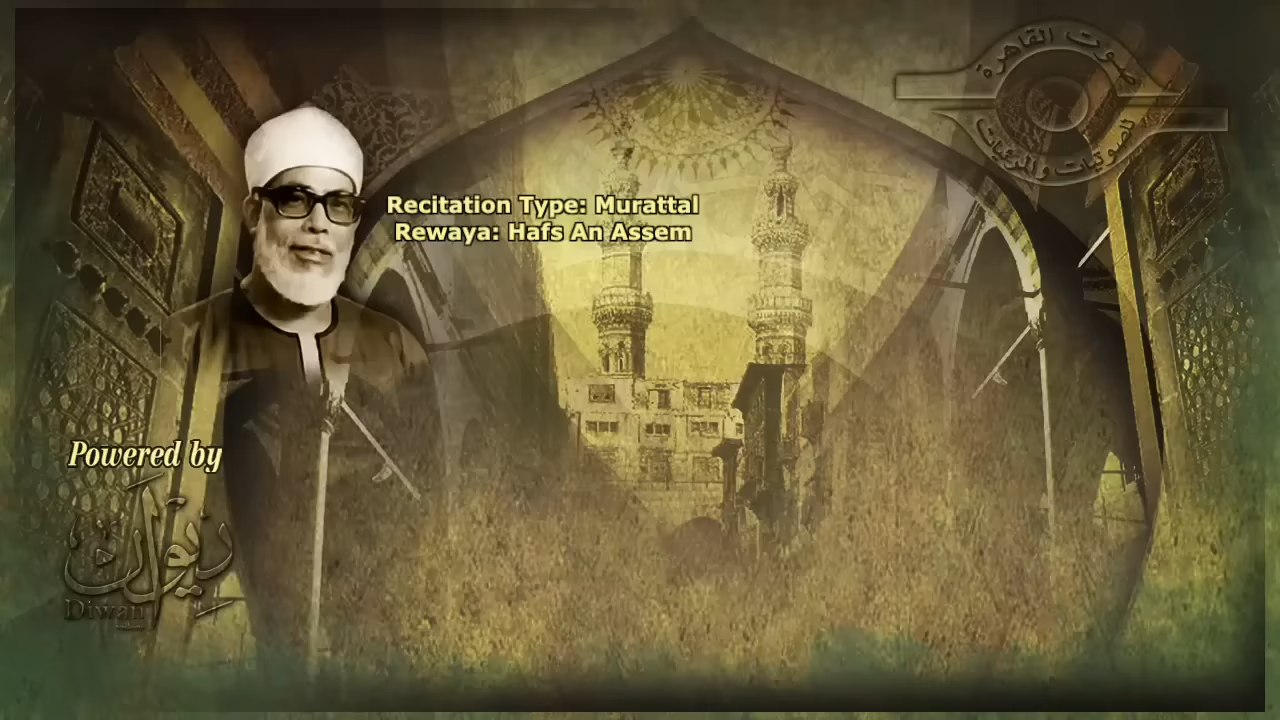 صوت القاهرة
للصوتيات والمرئيات
Recitation Type: Murattal
Rewaya: Hafs An Assem
Powered by
ديوان
Diwan